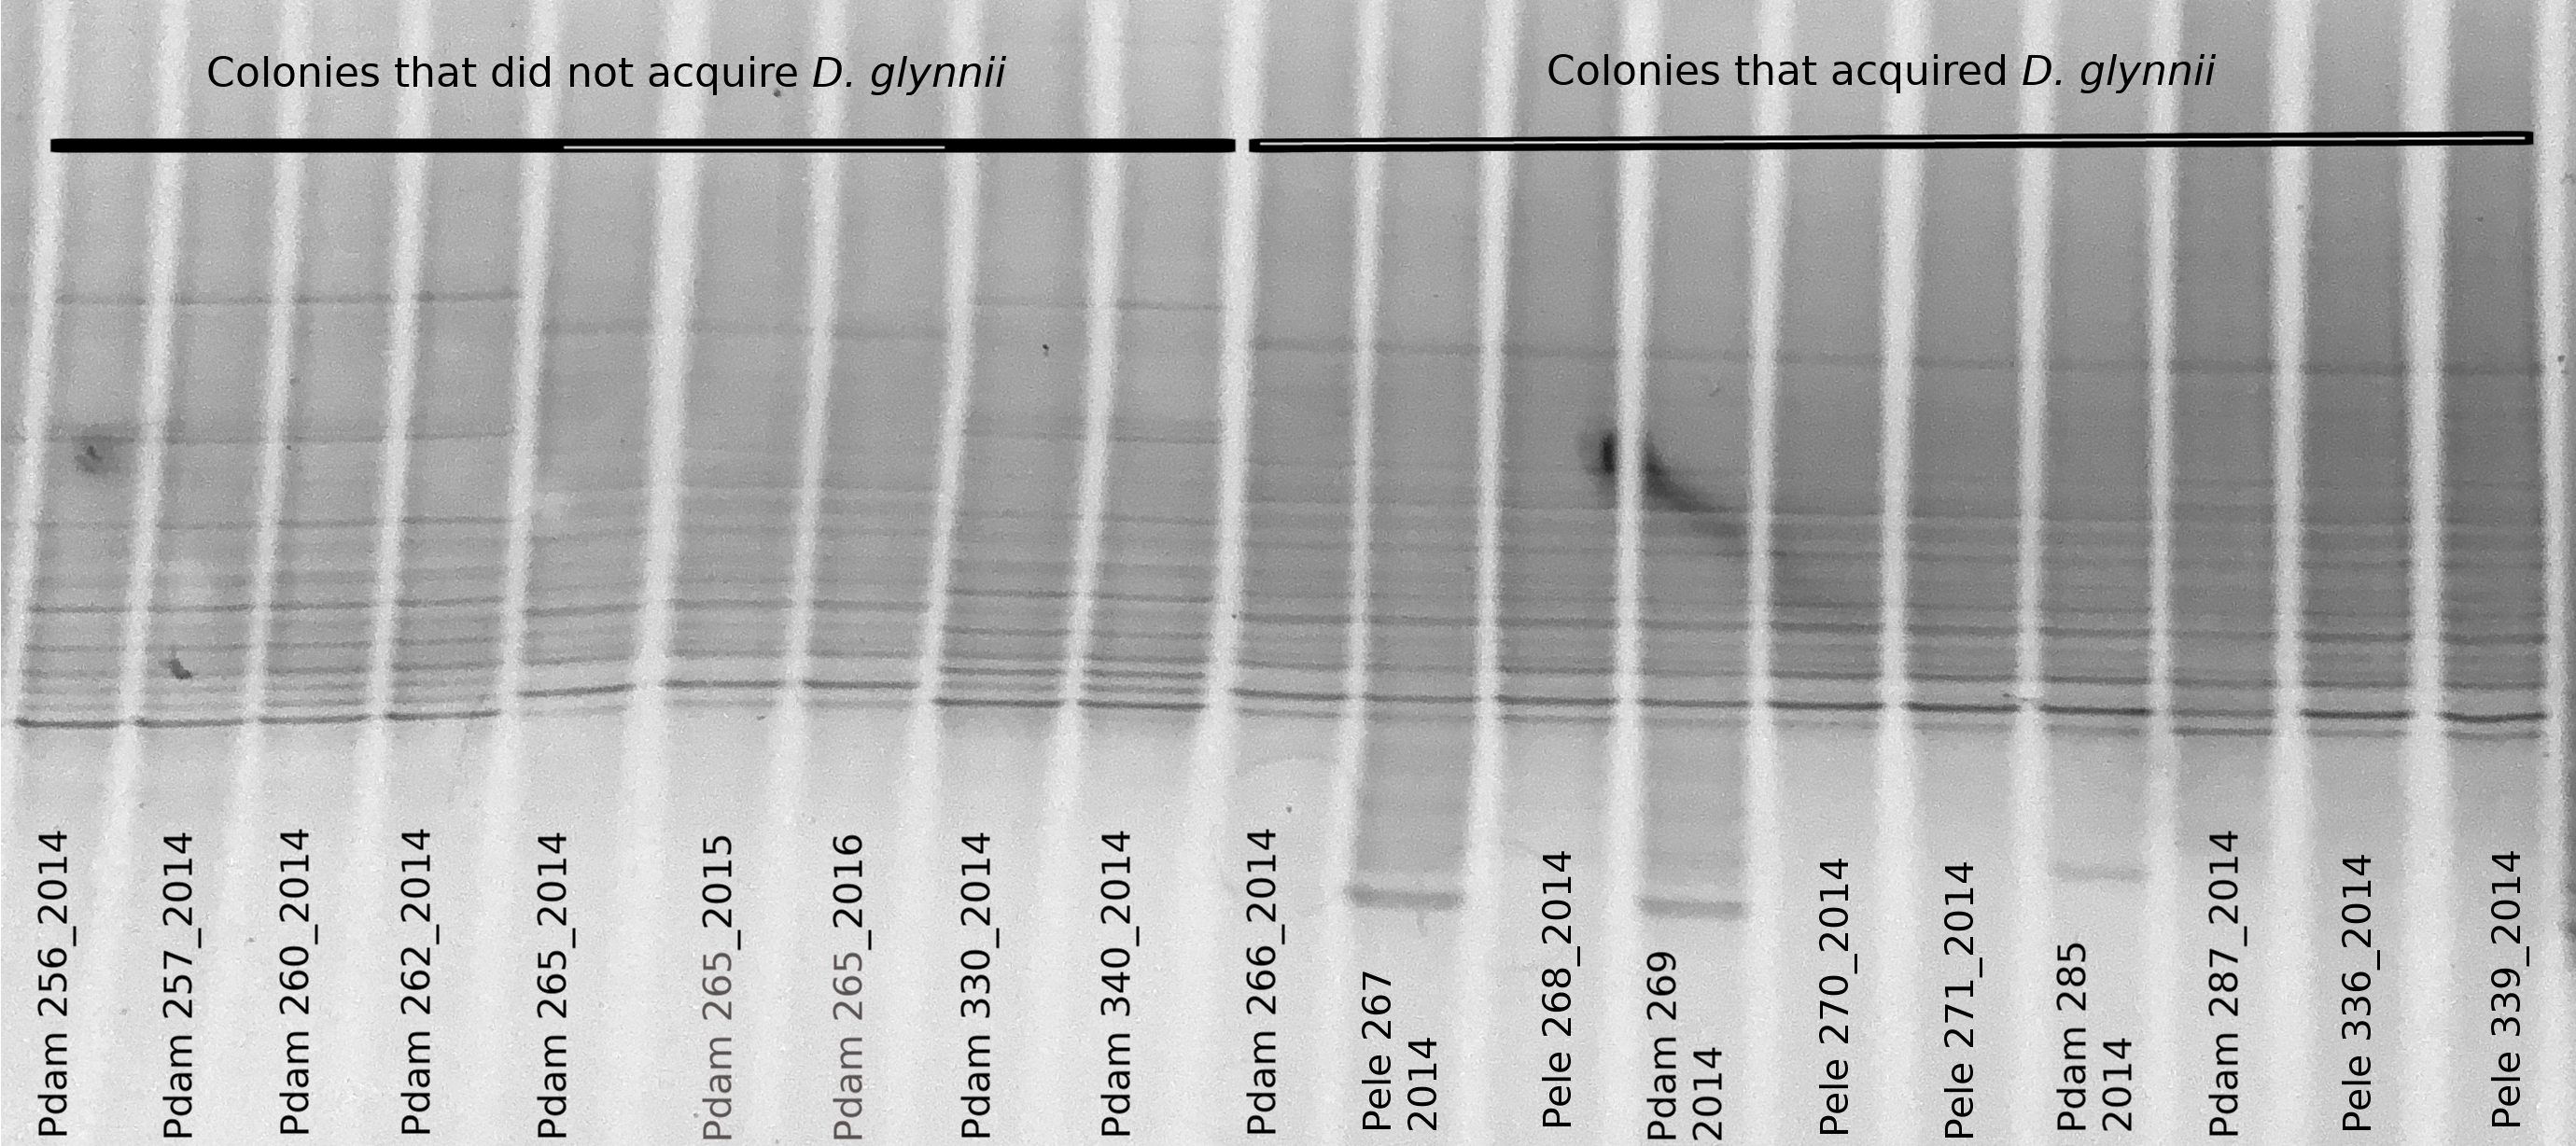 Colonies that did not acquire D. glynnii
Colonies that acquired D. glynnii
Pdam 256_2014
Pdam 257_2014
Pdam 260_2014
Pdam 262_2014
Pdam 265_2014
Pdam 265_2015
Pdam 265_2016
Pdam 330_2014
Pdam 340_2014
Pdam 266_2014
Pele 267
2014
Pele 268_2014
Pdam 269
2014
Pele 270_2014
Pele 271_2014
Pdam 285
2014
Pdam 287_2014
Pele 336_2014
Pele 339_2014